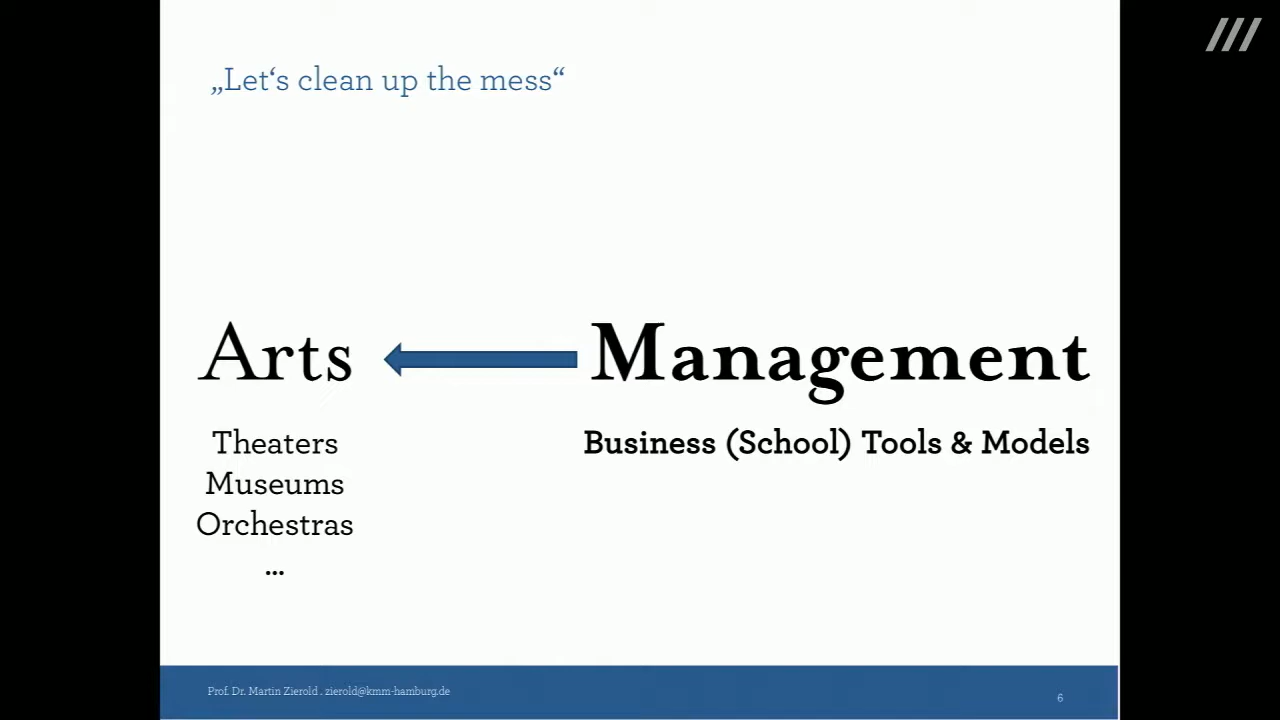 „Let‘s clean up the mess“
Arts
Management
Theaters
Museums
Orchestras
...
Business (School) Tools & Models
Prof. Dr. Martin Zierold . zierold@kmm-hamburg.de
6